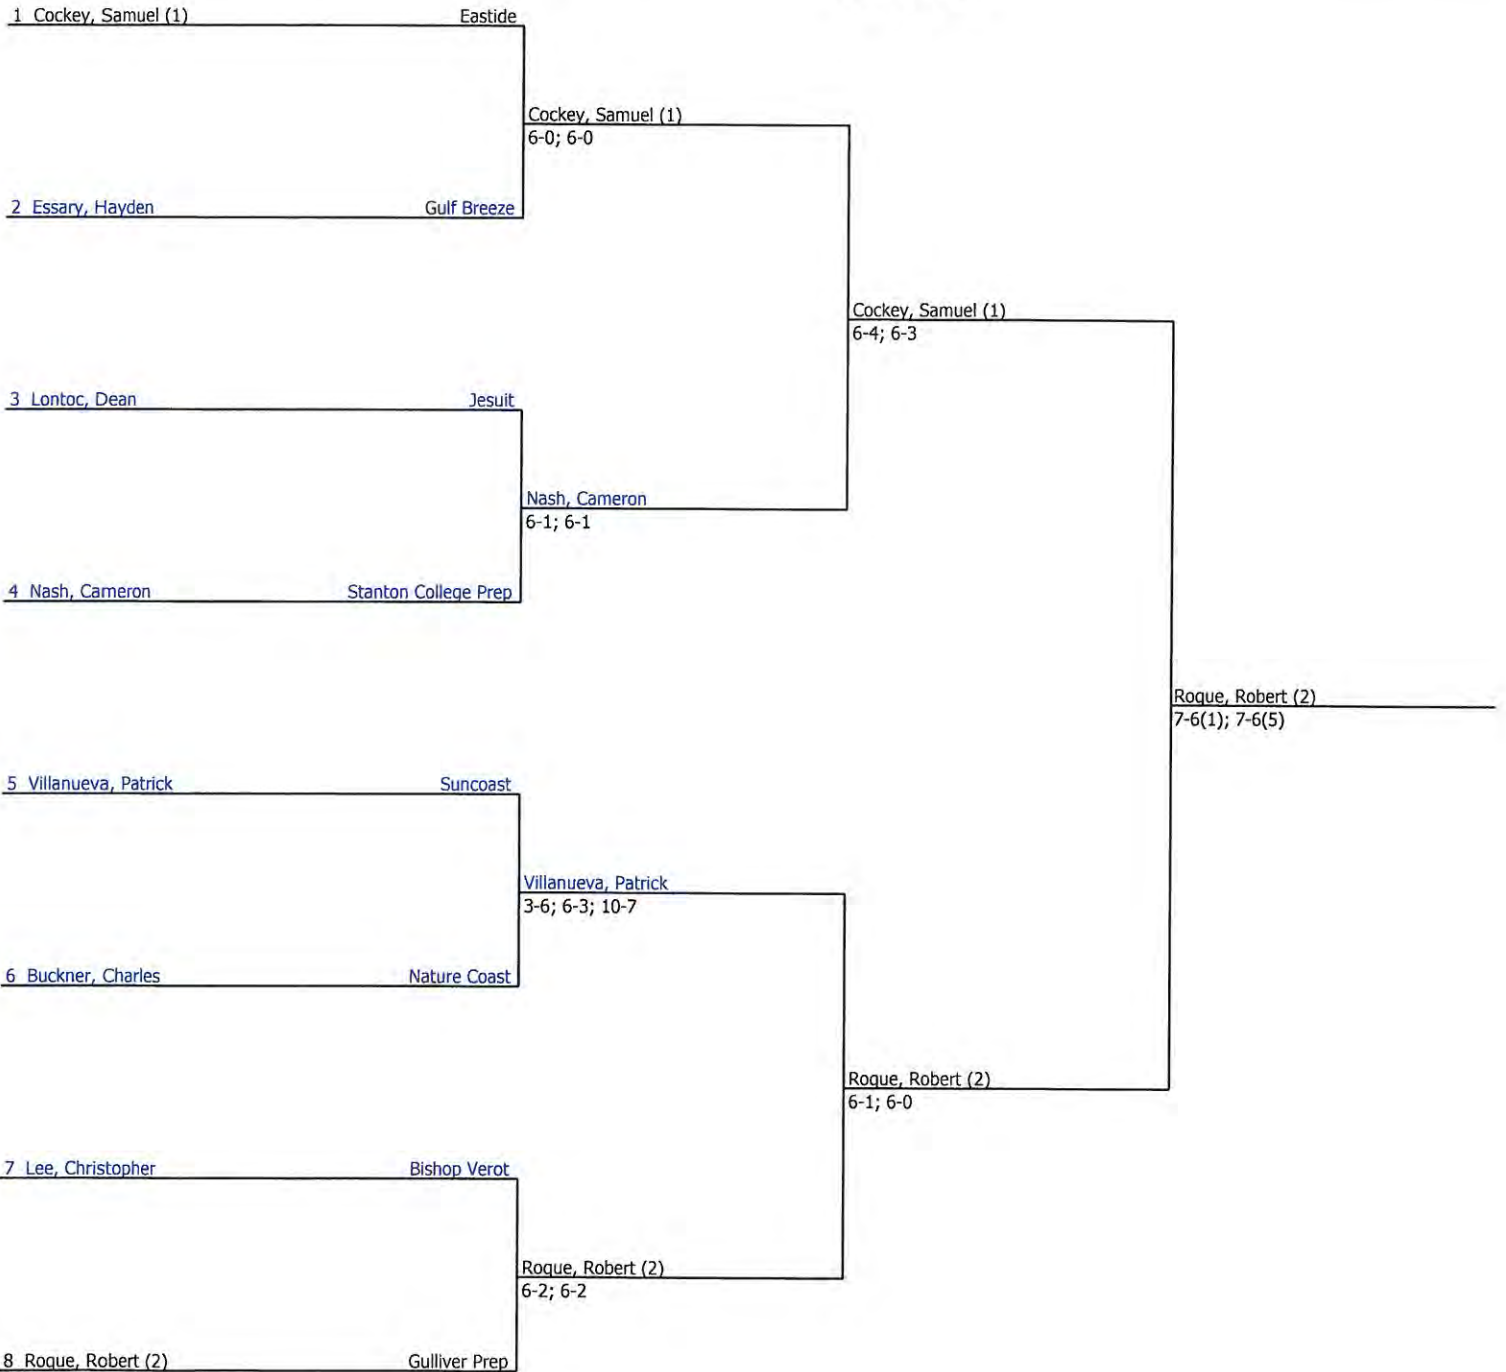 1 Cockey, Samuel (1) Eastide
Cockey, Samuel (1)
6-0; 6-0
2 Essary, Hayden Gulf Breeze
Cockey, Samuel (1)
6-4; 6-3
3 Lontoc, Dean Jesuit
Nash, Cameron
6-1; 6-1
4 Nash, Cameron Stanton College Prep
Roque, Robert (2)
7-6(1); 7-6(5)
5 Villanueva, Patrick Suncoast
Villanueva, Patrick
3-6; 6-3; 10-7
6 Buckner, Charles Nature Coast
Roque, Robert (2)
6-1; 6-0
7 Lee, Christopher Bishop Verot
Roque, Robert (2)
6-2; 6-2
8 Roque, Robert (2) Gulliver Prep